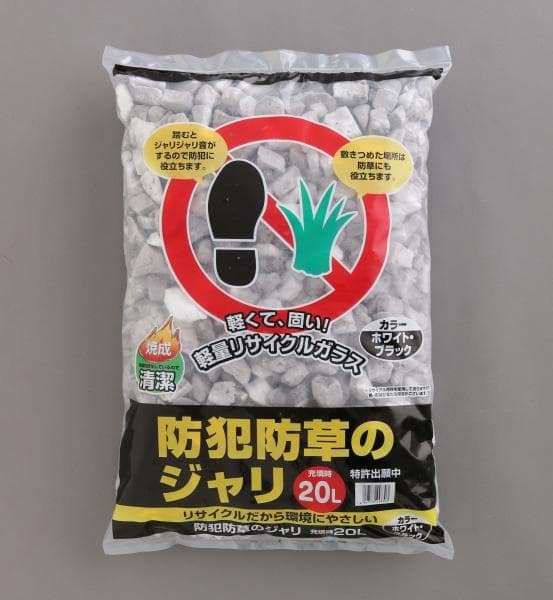 踏むと
ジャリジャリ音が
するので防犯に
役立ちます。
敷きつめた場所は
防草にも
役立ちます。
軽くて、固い!
軽量リサイクルガラス
カラー
ホワイト・
ブラック
焼成
清潔
防犯防草の
ジャリ
充填時
20L
特許出願中
リサイクルだから環境にやさしい
防犯防草のジャリ 充填時20L
カラー
ホワイト・
ブラック